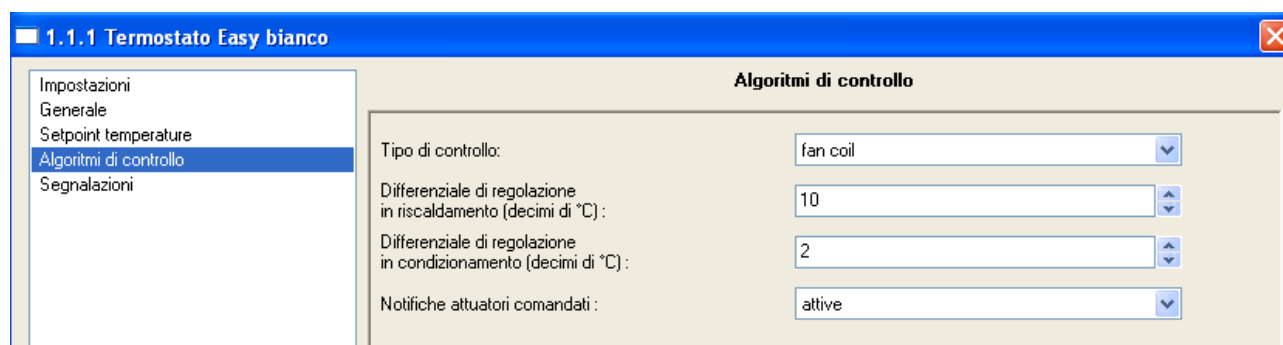 1.1.1 Termostato Easy bianco
Impostazioni
Generale
Setpoint temperature
Algoritmi di controllo
Segnalazioni
Algoritmi di controllo
Tipo di controllo:
fan coil
Differenziale di regolazione
in riscaldamento (decimi di °C) :
10
Differenziale di regolazione
in condizionamento (decimi di °C) :
2
Notifiche attuatori comandati :
attive